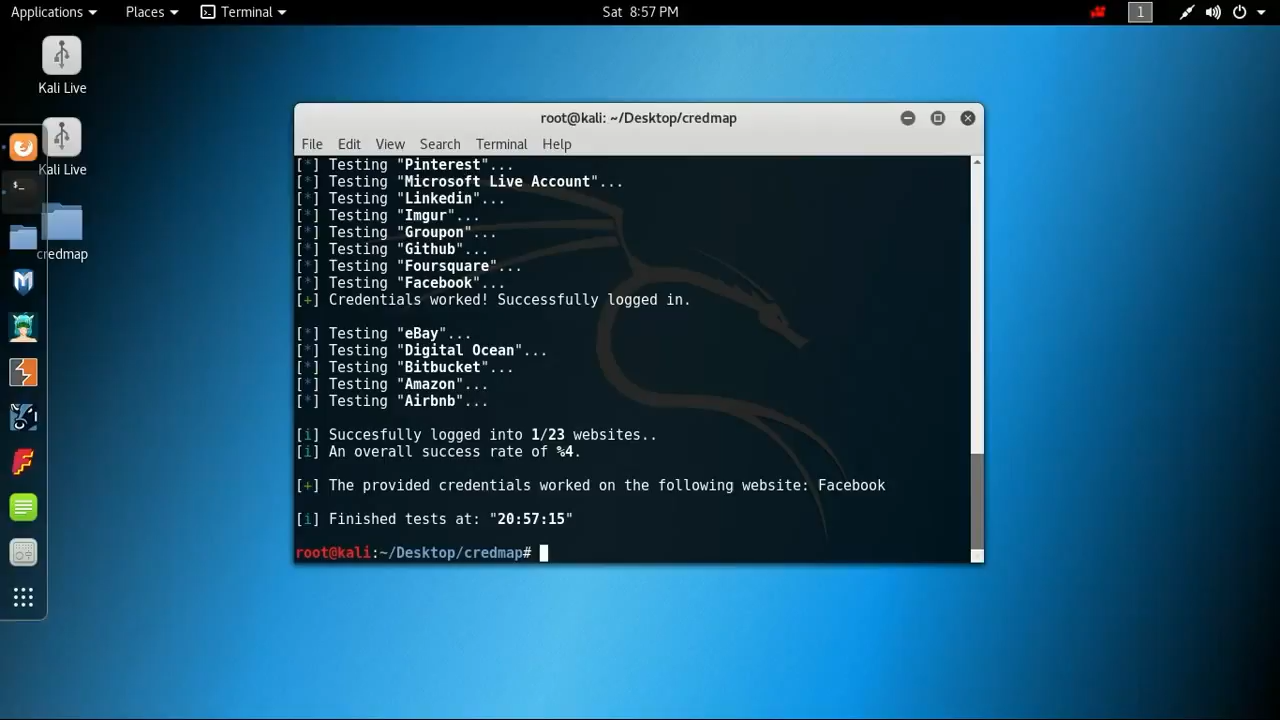 Applications Places Terminal Sat 8:57 PM 1
Kali Live
Kali Live
credmap
root@kali: ~/Desktop/credmap
File Edit View Search Terminal Help
[*] Testing "Pinterest"...
[*] Testing "Microsoft Live Account"...
[*] Testing "Linkedin"...
[*] Testing "Imgur"...
[*] Testing "Groupon"...
[*] Testing "Github"...
[*] Testing "Foursquare"...
[*] Testing "Facebook"...
[+] Credentials worked! Successfully logged in.
[*] Testing "eBay"...
[*] Testing "Digital Ocean"...
[*] Testing "Bitbucket"...
[*] Testing "Amazon"...
[*] Testing "Airbnb"...
[i] Succesfully logged into 1/23 websites..
[i] An overall success rate of %4.
[+] The provided credentials worked on the following website: Facebook
[i] Finished tests at: "20:57:15"
root@kali:~/Desktop/credmap#